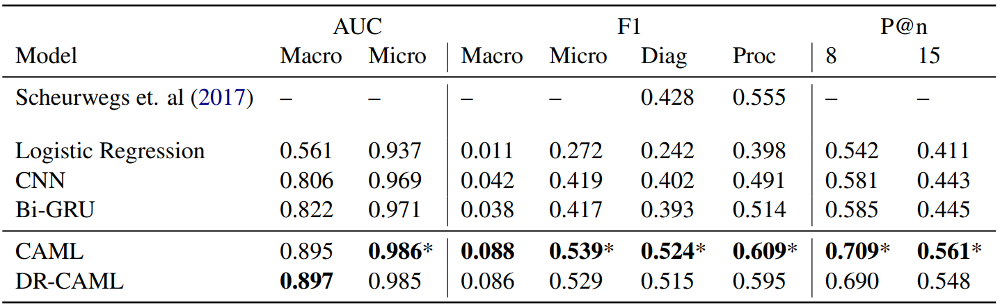 AUC F1 P@n
Model Macro Micro Macro Micro Diag Proc 8 15
Scheurwegs et. al (2017) – – – – 0.428 0.555 – –
Logistic Regression 0.561 0.937 0.011 0.272 0.242 0.398 0.542 0.411
CNN 0.806 0.969 0.042 0.419 0.402 0.491 0.581 0.443
Bi-GRU 0.822 0.971 0.038 0.417 0.393 0.514 0.585 0.445
CAML 0.895 0.986* 0.088 0.539* 0.524* 0.609* 0.709* 0.561*
DR-CAML 0.897 0.985 0.086 0.529 0.515 0.595 0.690 0.548